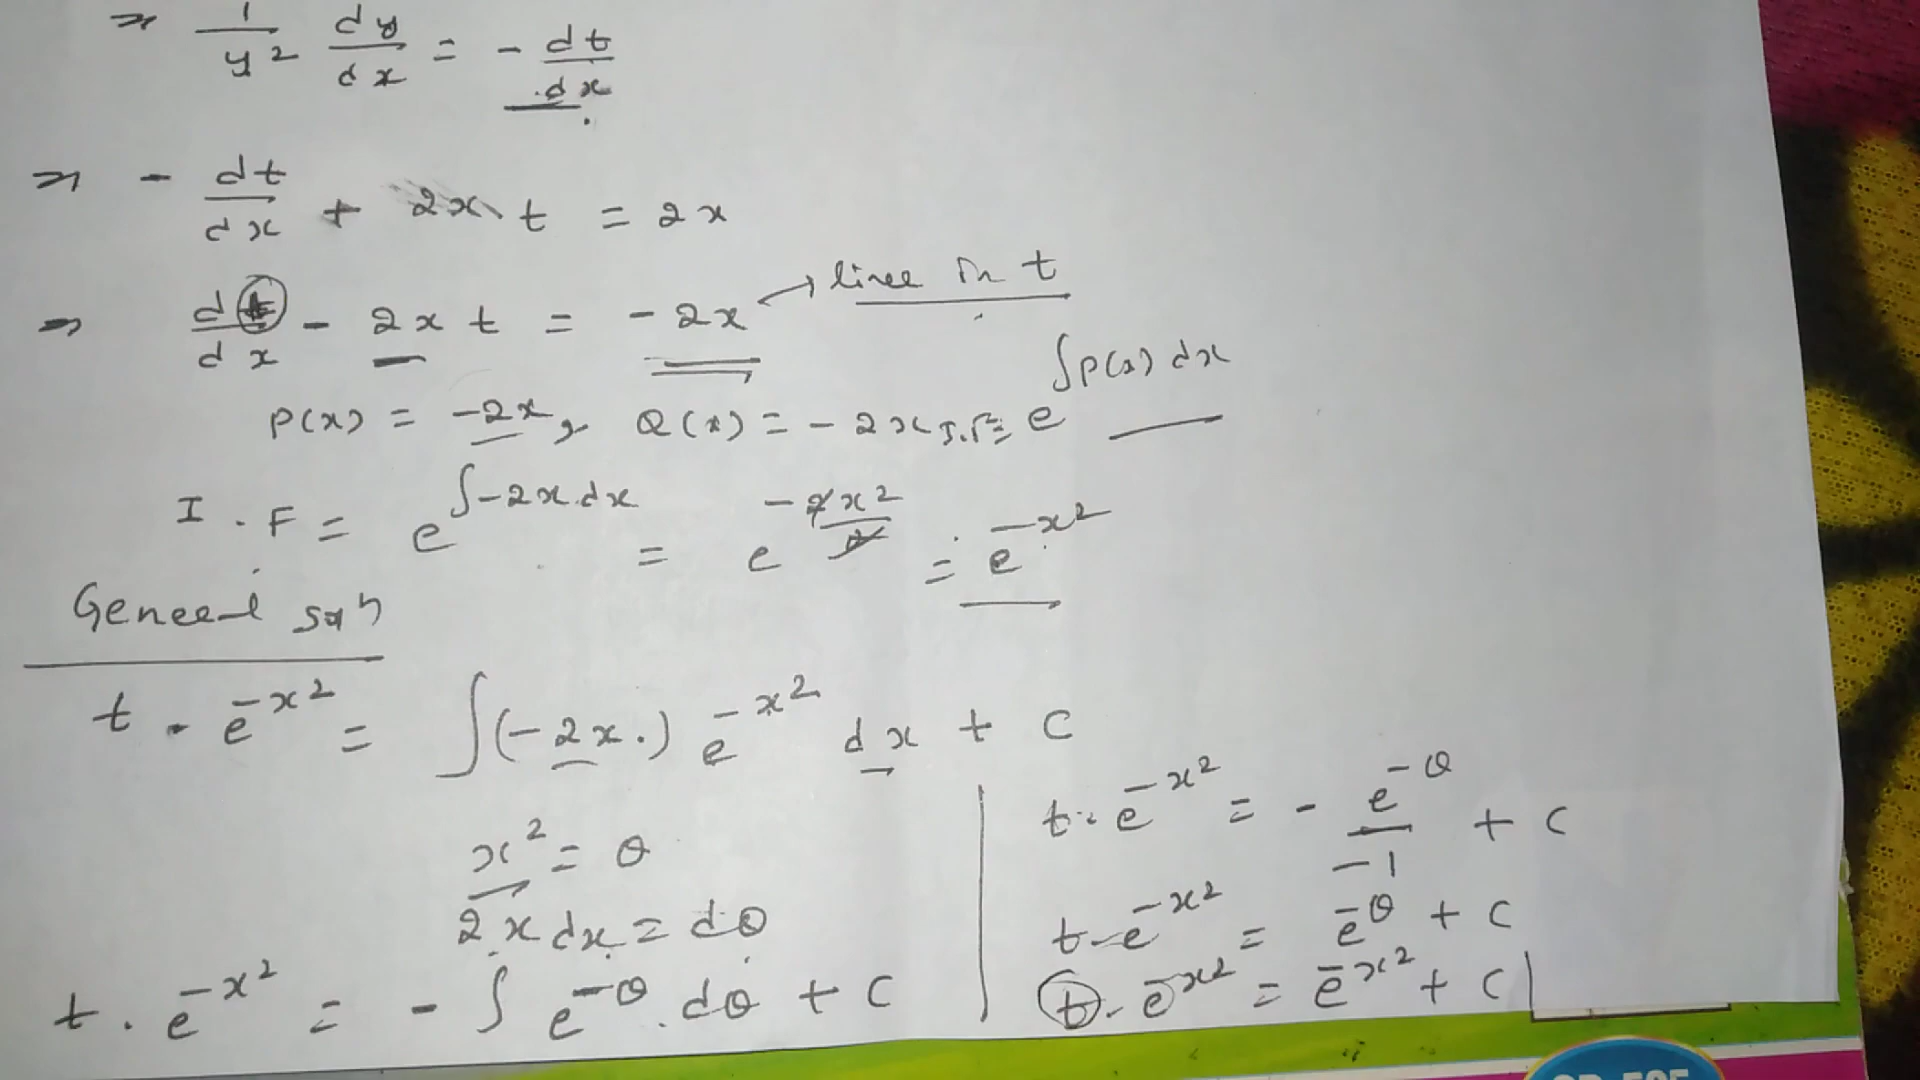 ⇒ 1/y² dy/dx = - dt/dx
⇒ - dt/dx + 2x t = 2x
⇒ dt/dx - 2x t = - 2x → linee in t
P(x) = -2x, Q(x) = - 2x I.F = e^∫P(x) dx
I.F = e^∫-2x.dx = e^-2x²/2 = e^-x²
Geneeal soln
t . e^-x² = ∫(-2x.) e^-x² dx + C
x² = θ
2x dx = dθ
t . e^-x² = - ∫ e^-θ . dθ + C
t . e^-x² = - e^-θ/-1 + C
t e^-x² = e^-θ + C
t . e^-x² = e^-x² + C